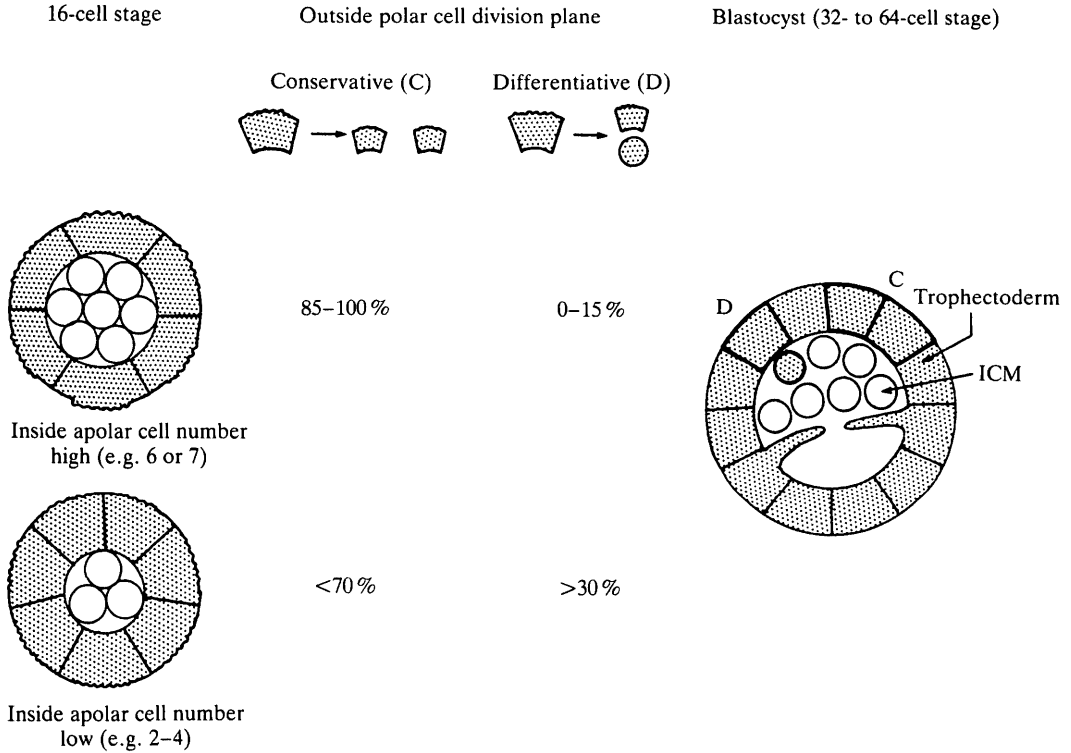 16-cell stage
Outside polar cell division plane
Blastocyst (32- to 64-cell stage)
Conservative (C)
Differentiative (D)
85–100 %
0–15 %
D
C
Trophectoderm
ICM
Inside apolar cell number
high (e.g. 6 or 7)
<70 %
>30 %
Inside apolar cell number
low (e.g. 2–4)